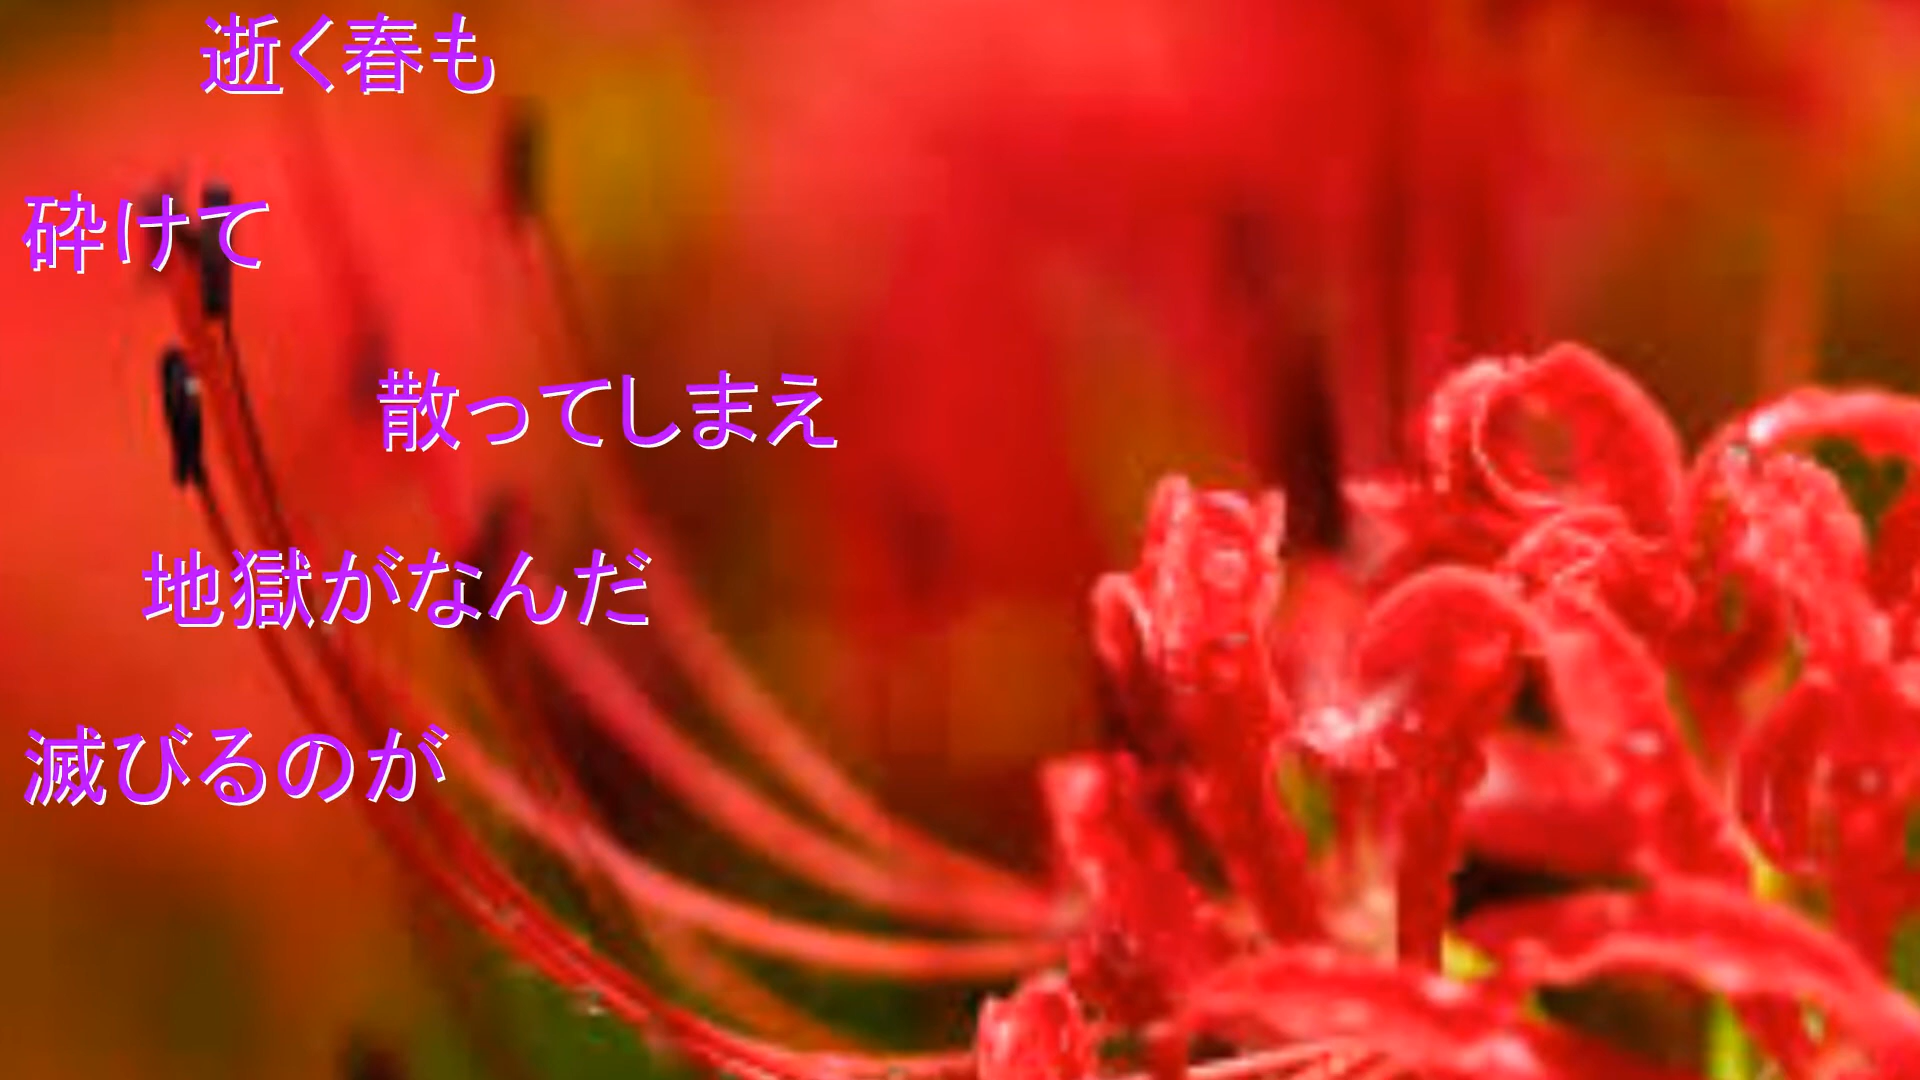 逝く春も
砕けて
散ってしまえ
地獄がなんだ
滅びるのが